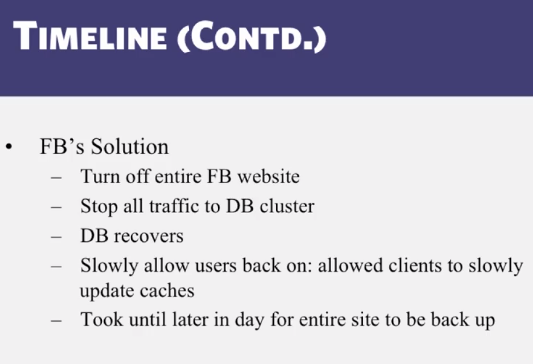 TIMELINE (CONTD.)
• FB's Solution
– Turn off entire FB website
– Stop all traffic to DB cluster
– DB recovers
– Slowly allow users back on: allowed clients to slowly
update caches
– Took until later in day for entire site to be back up